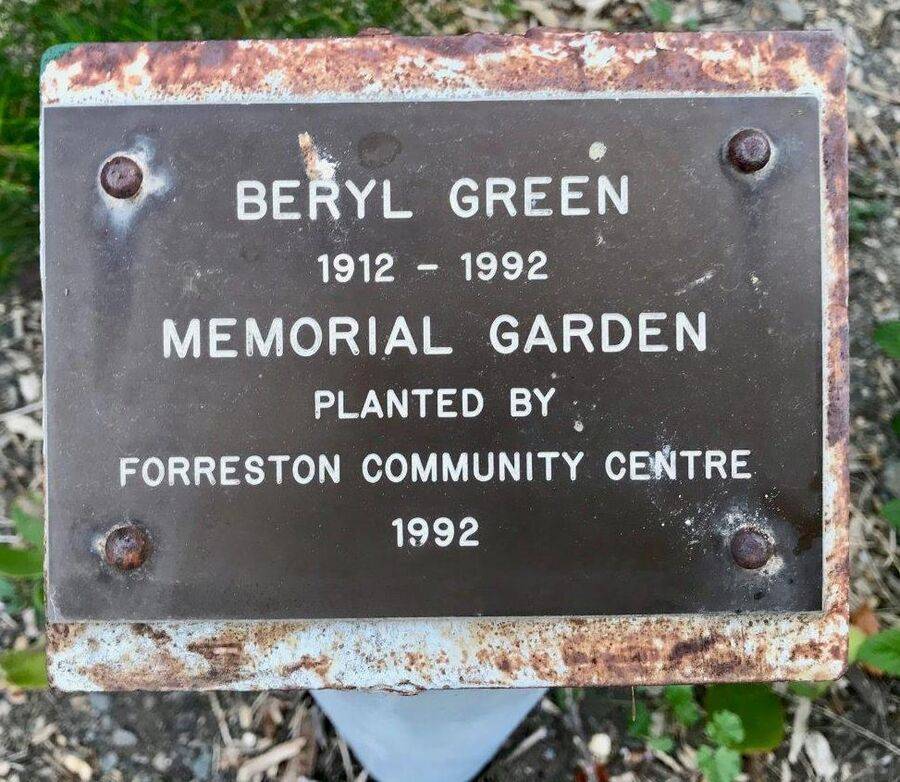 BERYL GREEN
1912 - 1992
MEMORIAL GARDEN
PLANTED BY
FORRESTON COMMUNITY CENTRE
1992